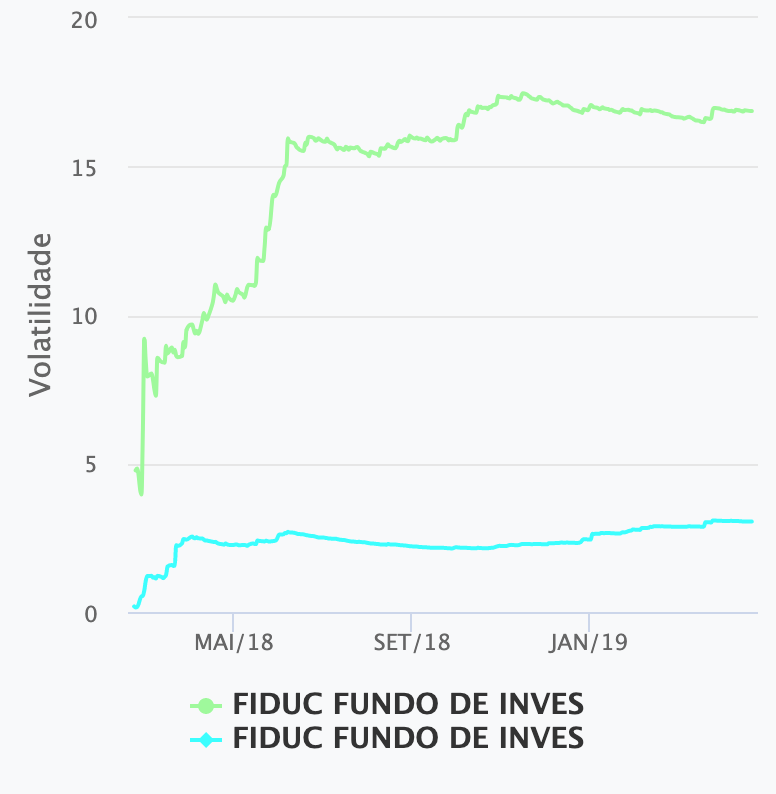 20
15
10
5
0
Volatilidade
MAI/18
SET/18
JAN/19
FIDUC FUNDO DE INVES
FIDUC FUNDO DE INVES